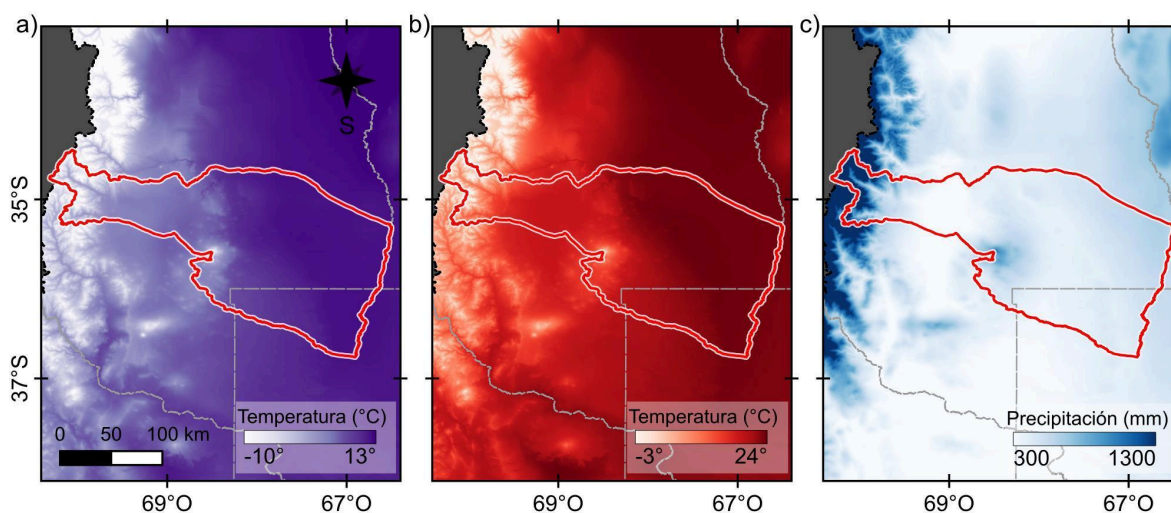 a)
b)
c)
S
35°S
37°S
Temperatura (°C)
-10° 13°
0 50 100 km
Temperatura (°C)
-3° 24°
Precipitación (mm)
300 1300
69°O 67°O 69°O 67°O 69°O 67°O